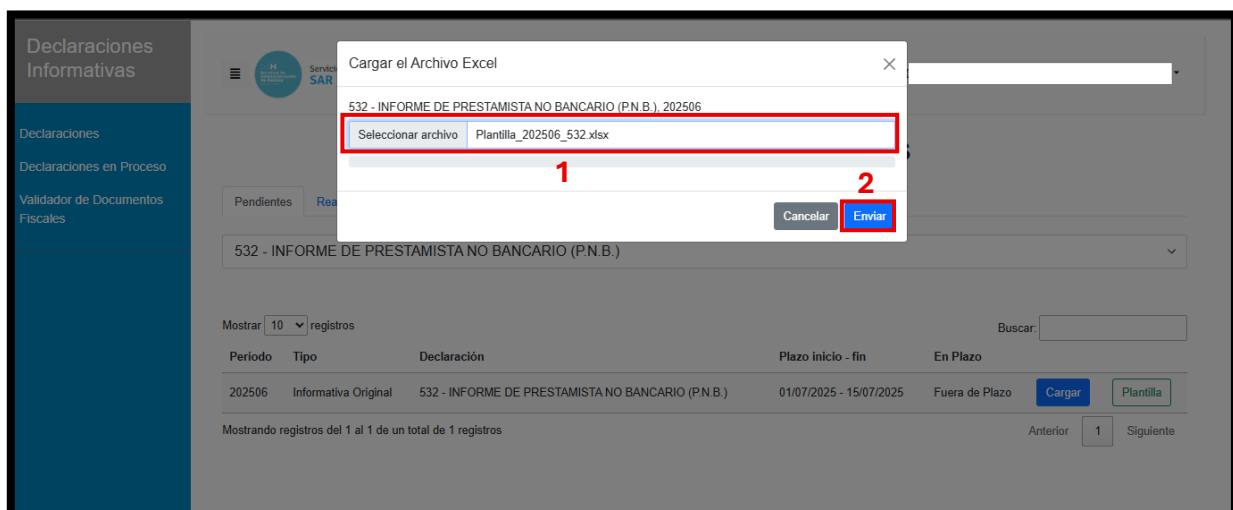 Declaraciones
Informativas
Declaraciones
Declaraciones en Proceso
Validador de Documentos
Fiscales
SAR
Cargar el Archivo Excel
532 - INFORME DE PRESTAMISTA NO BANCARIO (P.N.B.), 202506
Seleccionar archivo Plantilla_202506_532.xlsx
1
2
Cancelar Enviar
Pendientes
532 - INFORME DE PRESTAMISTA NO BANCARIO (P.N.B.)
Mostrar 10 registros Buscar:
Período Tipo Declaración Plazo inicio - fin En Plazo
202506 Informativa Original 532 - INFORME DE PRESTAMISTA NO BANCARIO (P.N.B.) 01/07/2025 - 15/07/2025 Fuera de Plazo Cargar Plantilla
Mostrando registros del 1 al 1 de un total de 1 registros Anterior 1 Siguiente